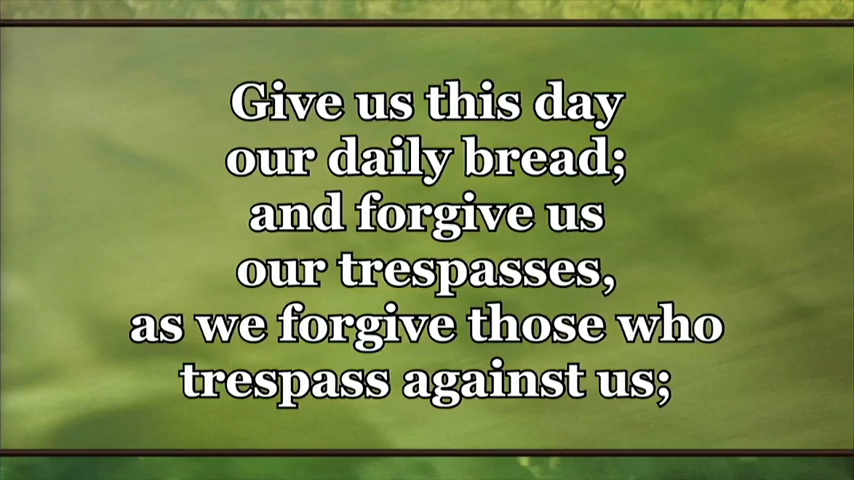 Give us this day
our daily bread;
and forgive us
our trespasses,
as we forgive those who
trespass against us;